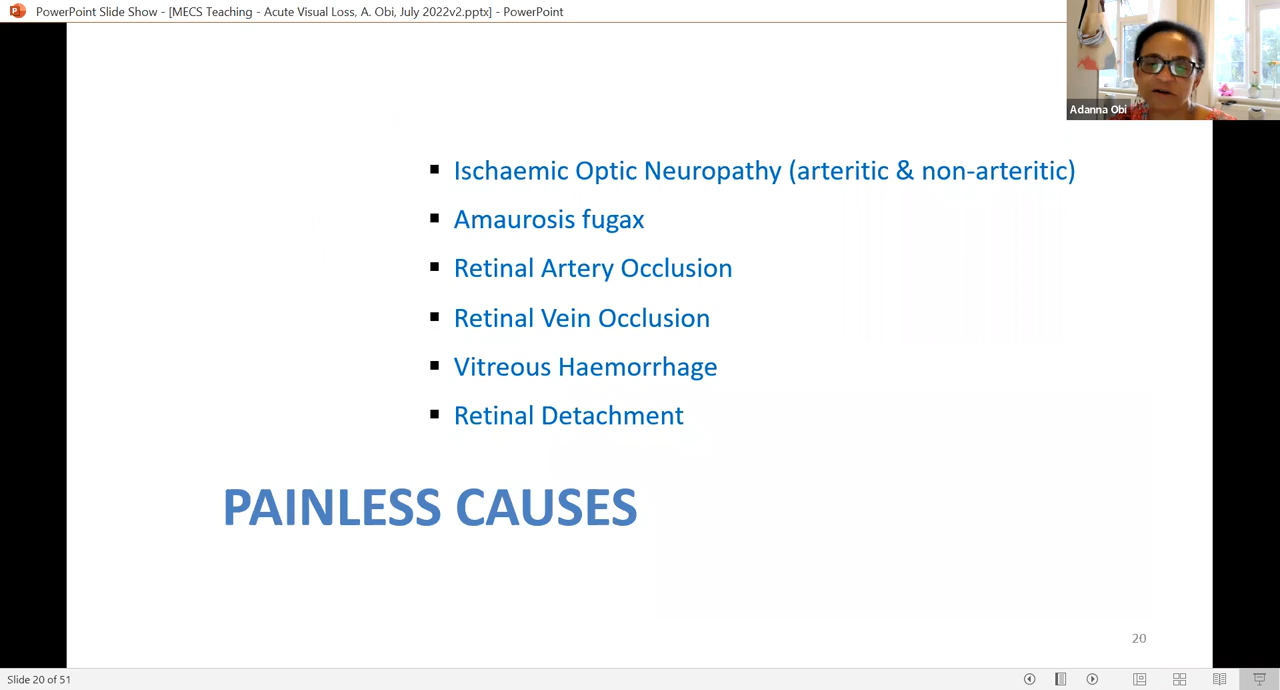 PowerPoint Slide Show - [MECS Teaching - Acute Visual Loss, A. Obi, July 2022v2.pptx] - PowerPoint
Adanna Obi
▪ Ischaemic Optic Neuropathy (arteritic & non-arteritic)
▪ Amaurosis fugax
▪ Retinal Artery Occlusion
▪ Retinal Vein Occlusion
▪ Vitreous Haemorrhage
▪ Retinal Detachment
PAINLESS CAUSES
20
Slide 20 of 51